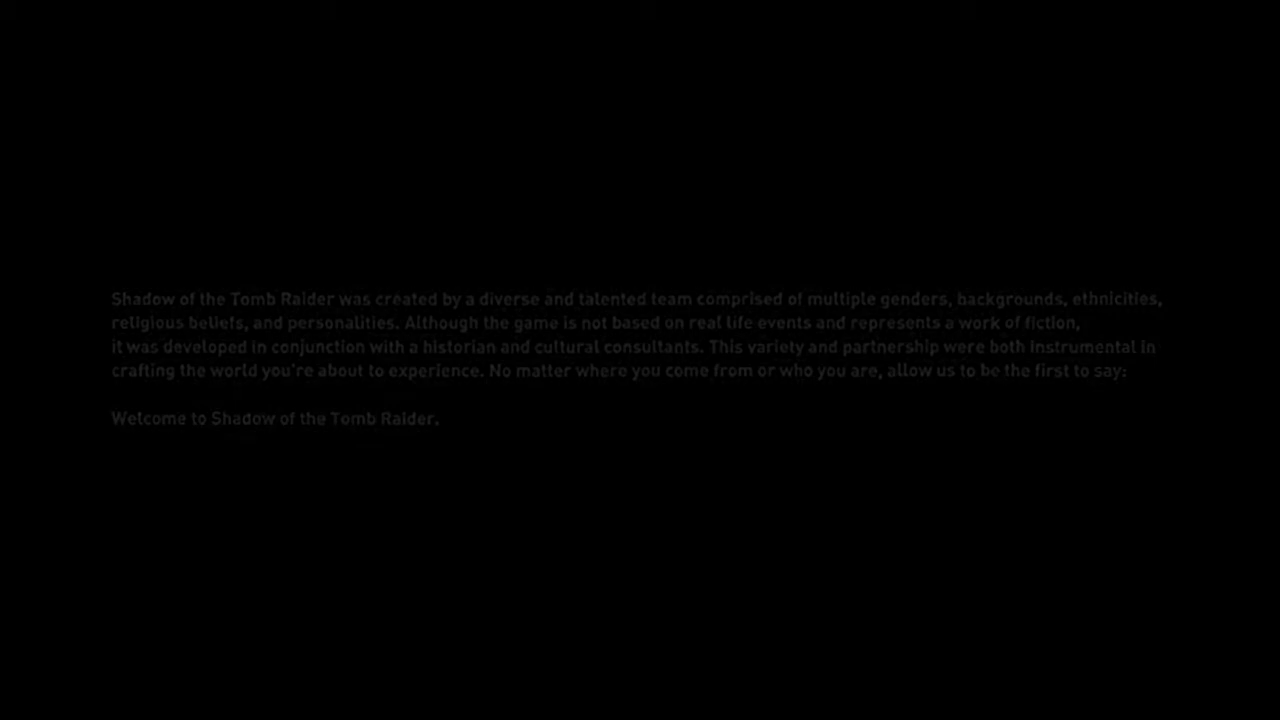 Shadow of the Tomb Raider was created by a diverse and talented team comprised of multiple genders, backgrounds, ethnicities,
religious beliefs, and personalities. Although the game is not based on real life events and represents a work of fiction,
it was developed in conjunction with a historian and cultural consultants. This variety and partnership were both instrumental in
crafting the world you're about to experience. No matter where you come from or who you are, allow us to be the first to say:
Welcome to Shadow of the Tomb Raider.